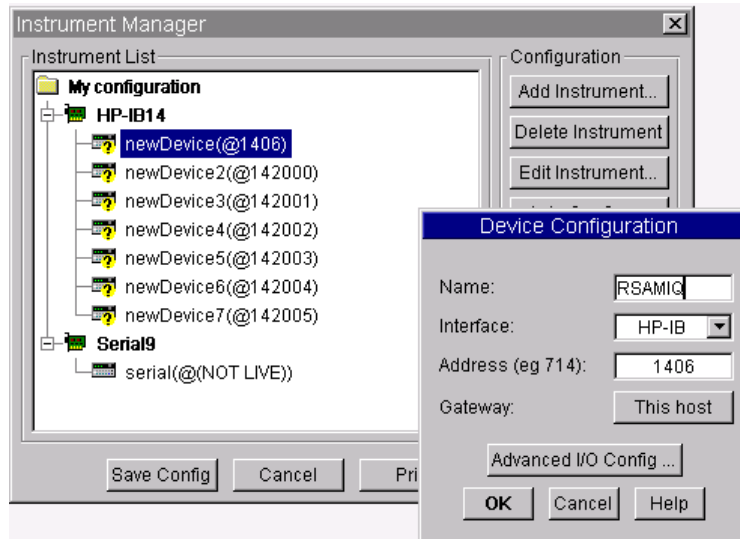 Instrument Manager
Instrument List
My configuration
HP-IB14
newDevice(@1406)
newDevice2(@142000)
newDevice3(@142001)
newDevice4(@142002)
newDevice5(@142003)
newDevice6(@142004)
newDevice7(@142005)
Serial9
serial(@(NOT LIVE))
Save Config
Cancel
Pri
Configuration
Add Instrument...
Delete Instrument
Edit Instrument...
Device Configuration
Name: RSAMIQ
Interface: HP-IB
Address (eg 714): 1406
Gateway: This host
Advanced I/O Config ...
OK Cancel Help